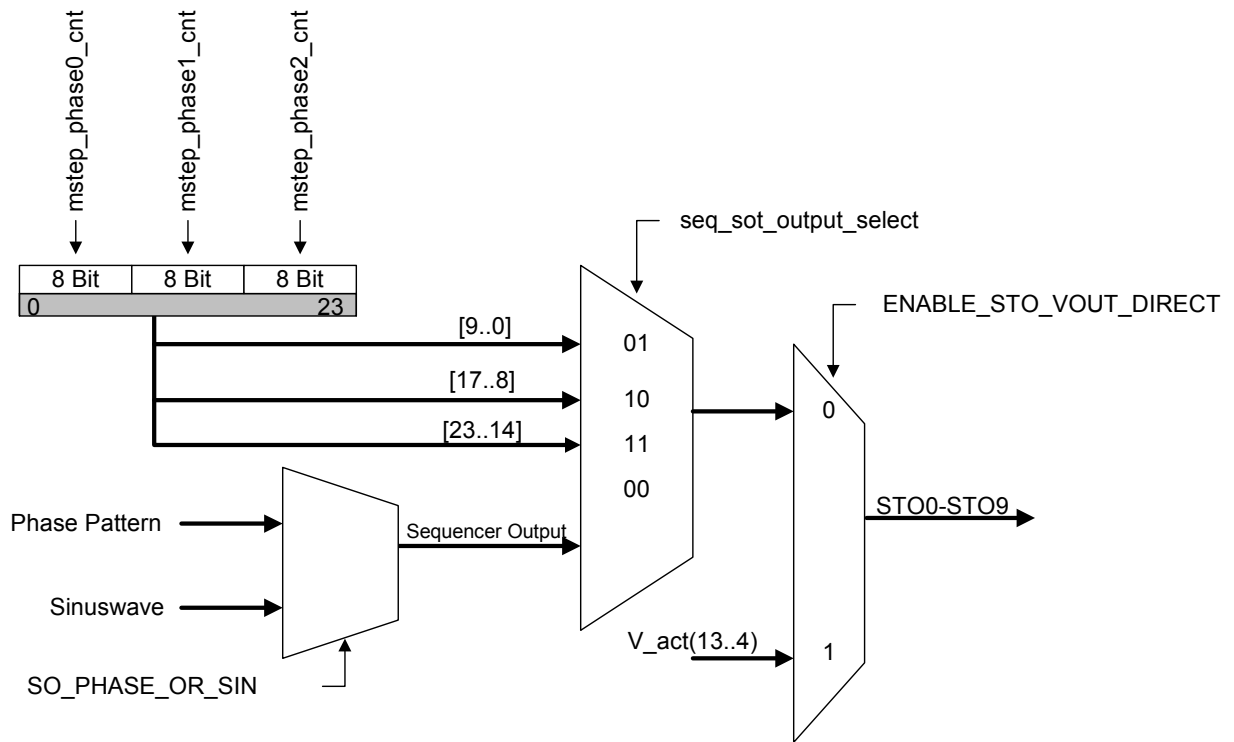 mstep_phase0_cnt
mstep_phase1_cnt
mstep_phase2_cnt
8 Bit 8 Bit 8 Bit
0 23
seq_sot_output_select
ENABLE_STO_VOUT_DIRECT
[9..0]
01
[17..8]
10
0
[23..14]
11
00
Phase Pattern
Sequencer Output
STO0-STO9
Sinuswave
V_act(13..4)
1
SO_PHASE_OR_SIN